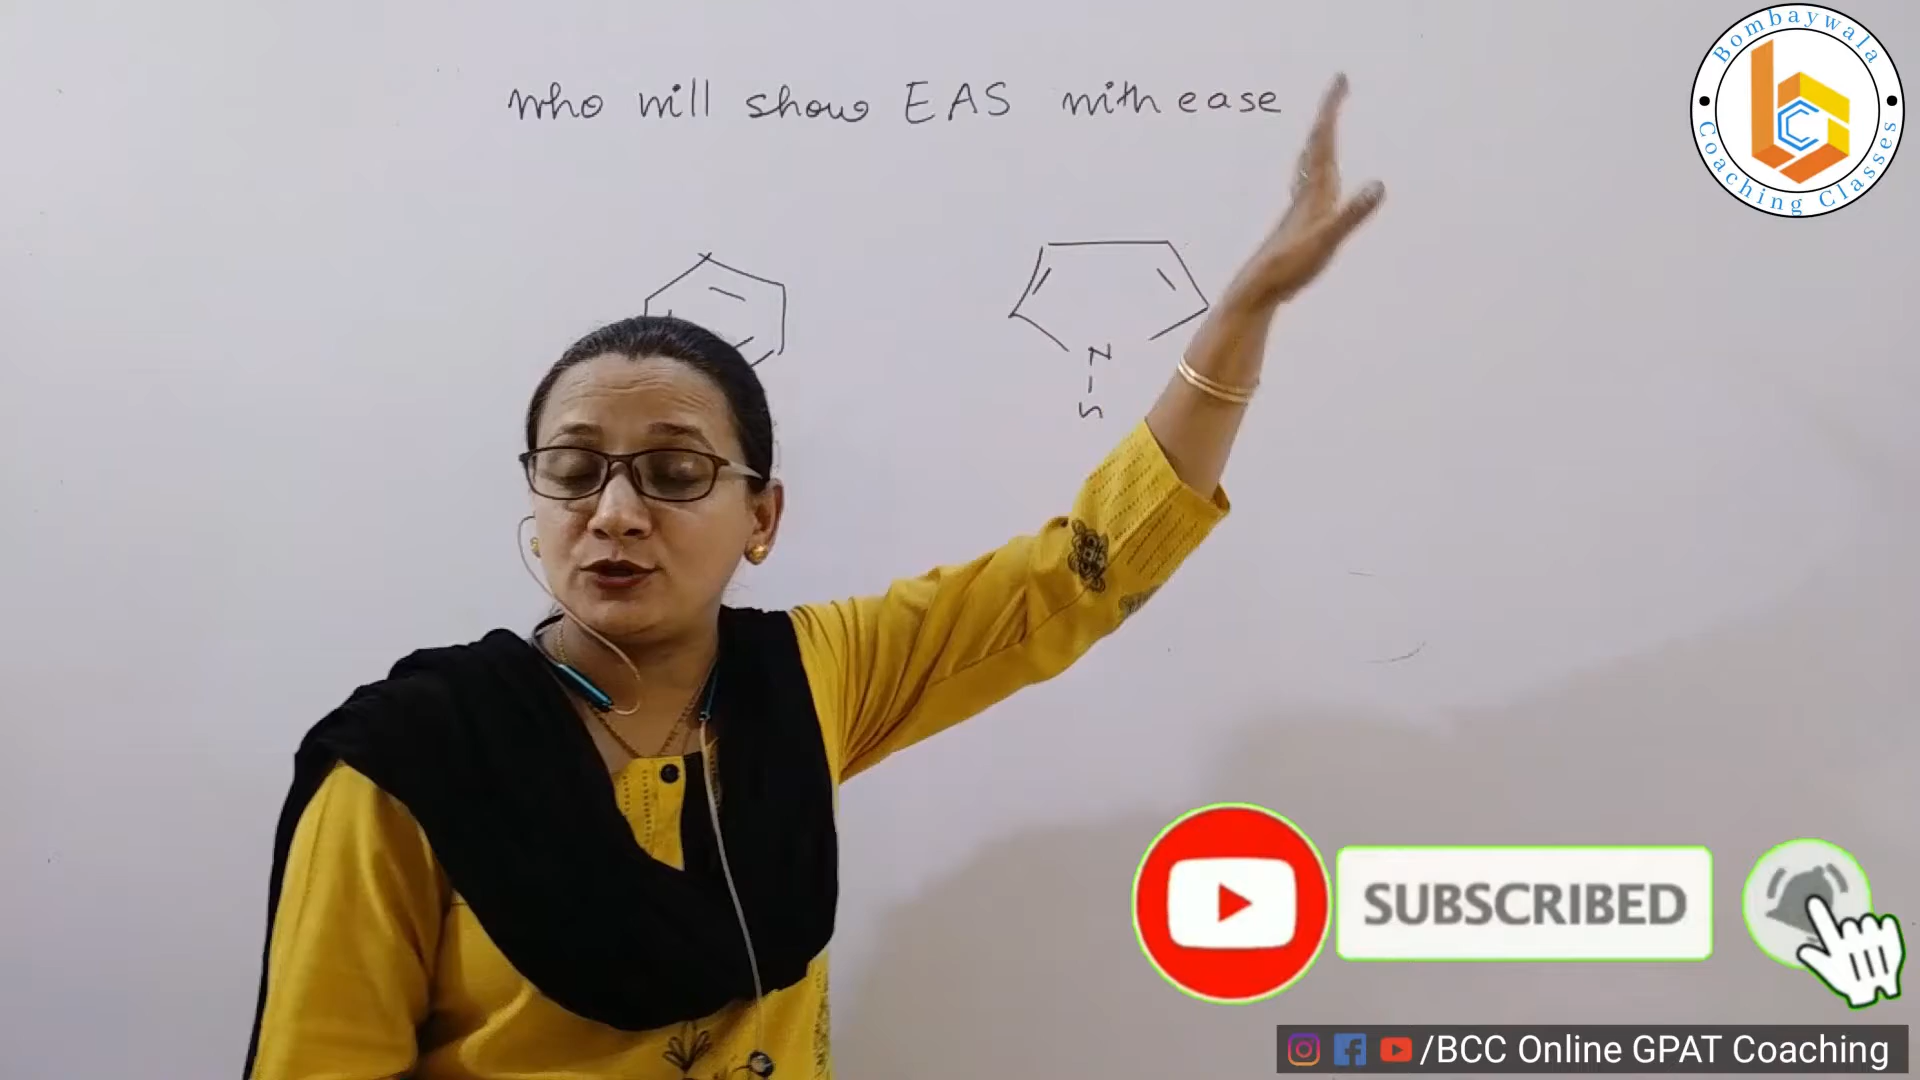 who will show EAS with ease
N
H
Bombaywala
Coaching Classes
SUBSCRIBED
/BCC Online GPAT Coaching